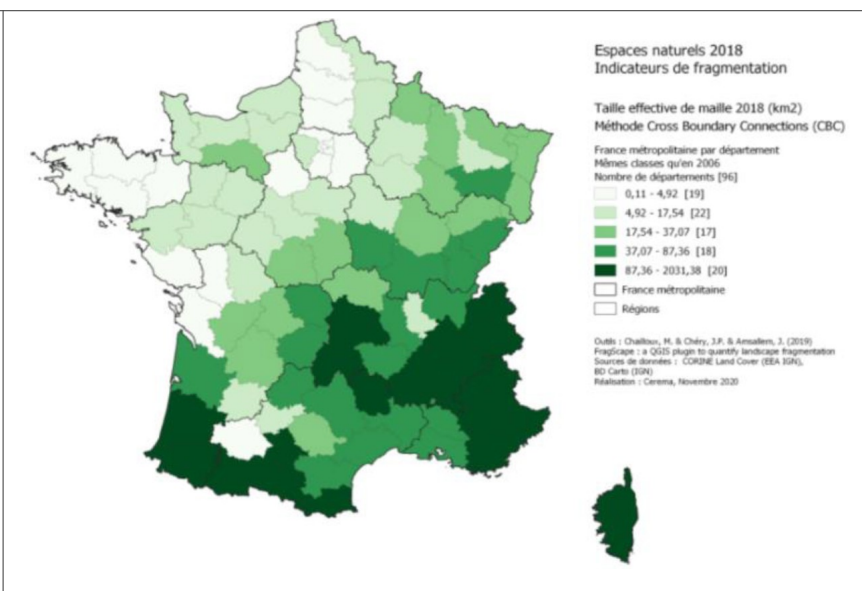 Espaces naturels 2018
Indicateurs de fragmentation
Taille effective de maille 2018 (km2)
Méthode Cross Boundary Connections (CBC)
France métropolitaine par département
Mêmes classes qu'en 2006
Nombre de départements [96]
0,11 - 4,92 [19]
4,92 - 17,54 [22]
17,54 - 37,07 [17]
37,07 - 87,36 [18]
87,36 - 2031,38 [20]
France métropolitaine
Régions
Outils : Chailloux, M. & Chéry, J.P. & Amsallem, J. (2019)
FragScape : a QGIS plugin to quantify landscape fragmentation
Sources de données : CORINE Land Cover (EEA IGN),
BD Carto (IGN)
Réalisation : Cerema, Novembre 2020